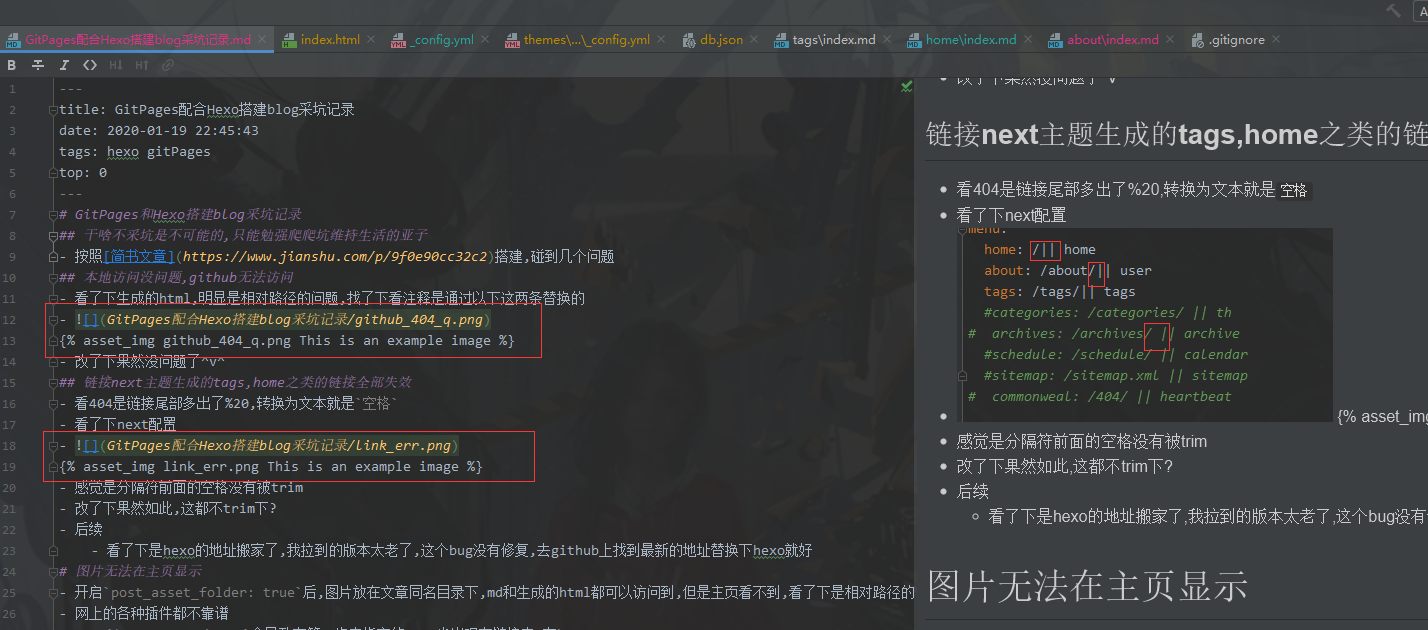 GitPages配合Hexo搭建blog采坑记录.md index.html _config.yml themes\...\_config.yml db.json tags\index.md home\index.md about\index.md .gitignore
B I <> H↓ H↑
1 ---
2 title: GitPages配合Hexo搭建blog采坑记录
3 date: 2020-01-19 22:45:43
4 tags: hexo gitPages
5 top: 0
6 ---
7 # GitPages和Hexo搭建blog采坑记录
8 ## 干啥不采坑是不可能的,只能勉强爬爬坑维持生活的亚子
9 - 按照[简书文章](https://www.jianshu.com/p/9f0e90cc32c2)搭建,碰到几个问题
10 ## 本地访问没问题,github无法访问
11 - 看了下生成的html,明显是相对路径的问题,找了下看注释是通过以下这两条替换的
12 - ![](GitPages配合Hexo搭建blog采坑记录/github_404_q.png)
13 {% asset_img github_404_q.png This is an example image %}
14 - 改了下果然没问题了^v^
15 ## 链接next主题生成的tags,home之类的链接全部失效
16 - 看404是链接尾部多出了%20,转换为文本就是`空格`
17 - 看了下next配置
18 - ![](GitPages配合Hexo搭建blog采坑记录/link_err.png)
19 {% asset_img link_err.png This is an example image %}
20 - 感觉是分隔符前面的空格没有被trim
21 - 改了下果然如此,这都不trim下?
22 - 后续
23 - 看了下是hexo的地址搬家了,我拉到的版本太老了,这个bug没有修复,去github上找到最新的地址替换下hexo就好
24 # 图片无法在主页显示
25 - 开启`post_asset_folder: true`后,图片放在文章同名目录下,md和生成的html都可以访问到,但是主页看不到,看了下是相对路径的
26 - 网上的各种插件都不靠谱
改了下果然没问题了^v^
链接next主题生成的tags,home之类的链
看404是链接尾部多出了%20,转换为文本就是 空格
看了下next配置
menu:
home: /|| home
about: /about/|| user
tags: /tags/|| tags
#categories: /categories/ || th
# archives: /archives/ || archive
#schedule: /schedule/ || calendar
#sitemap: /sitemap.xml || sitemap
# commonweal: /404/ || heartbeat
{% asset_img
感觉是分隔符前面的空格没有被trim
改了下果然如此,这都不trim下?
后续
看了下是hexo的地址搬家了,我拉到的版本太老了,这个bug没有
图片无法在主页显示